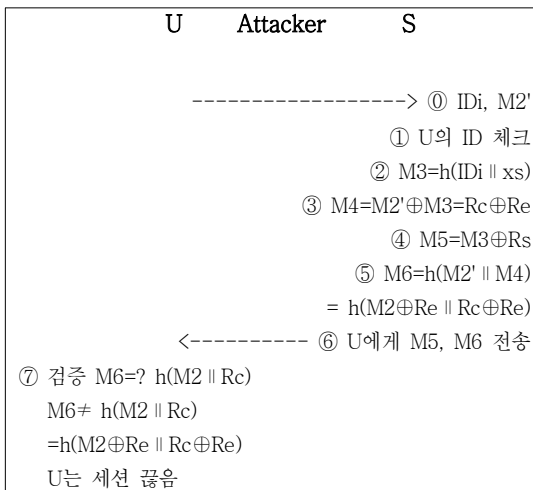 U Attacker S
------------------> ⓪ IDi, M2'
① U의 ID 체크
② M3=h(IDi∥xs)
③ M4=M2'⊕M3=Rc⊕Re
④ M5=M3⊕Rs
⑤ M6=h(M2'∥M4)
= h(M2⊕Re∥Rc⊕Re)
<---------- ⑥ U에게 M5, M6 전송
⑦ 검증 M6=? h(M2∥Rc)
M6≠ h(M2∥Rc)
=h(M2⊕Re∥Rc⊕Re)
U는 세션 끊음